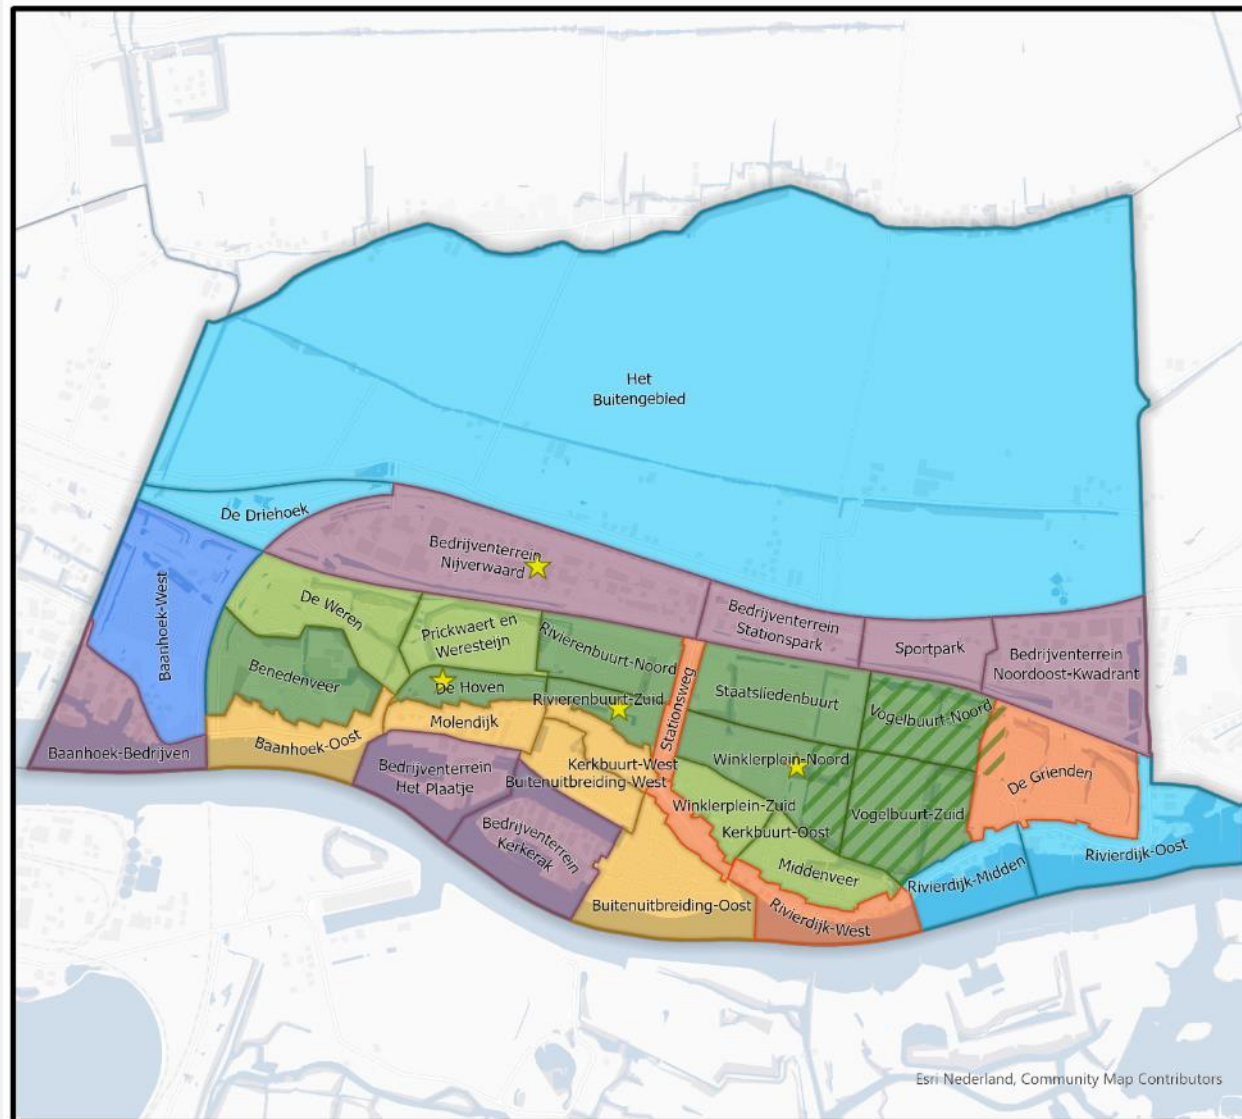 Het
Buitengebied
De Driehoek
Bedrijventerrein
Nijverwaard
Baanhoek-West
De Weren
Prickwaert en
Weresteijn
Rivierenbuurt-Noord
Bedrijventerrein
Stationspark
Sportpark
Bedrijventerrein
Noordoost-Kwadrant
Benedenveer
De Hoven
Rivierenbuurt-Zuid
Stationsweg
Staatsliedenbuurt
Vogelbuurt-Noord
Baanhoek-Bedrijven
Baanhoek-Oost
Molendijk
Bedrijventerrein
Het Plaatje
Kerkbuurt-West
Buitenuitbreiding-West
Winklerplein-Noord
De Grienden
Winklerplein-Zuid
Kerkbuurt-Oost
Vogelbuurt-Zuid
Bedrijventerrein
Kerkerak
Middenveer
Rivierdijk-Midden
Rivierdijk-Oost
Buitenuitbreiding-Oost
Rivierdijk-West
Esri Nederland, Community Map Contributors